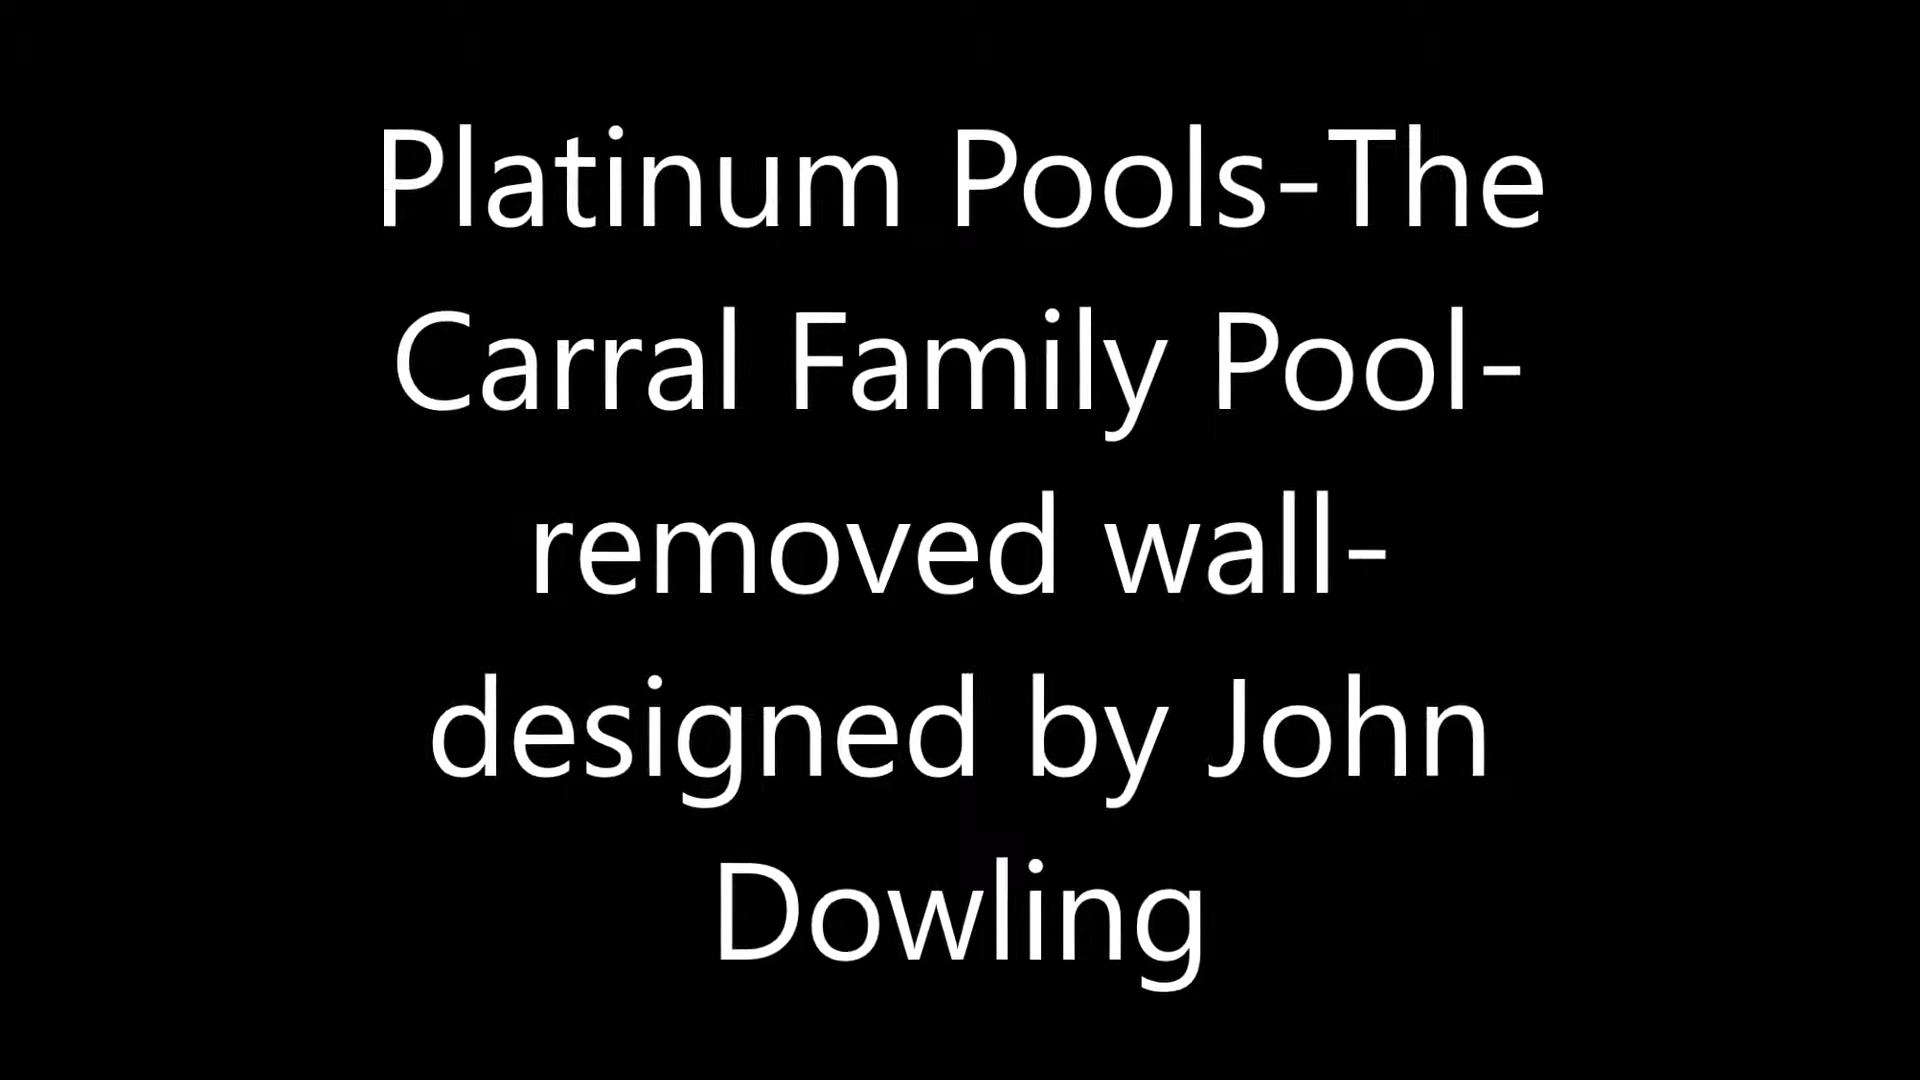 Platinum Pools-The
Carral Family Pool-
removed wall-
designed by John
Dowling